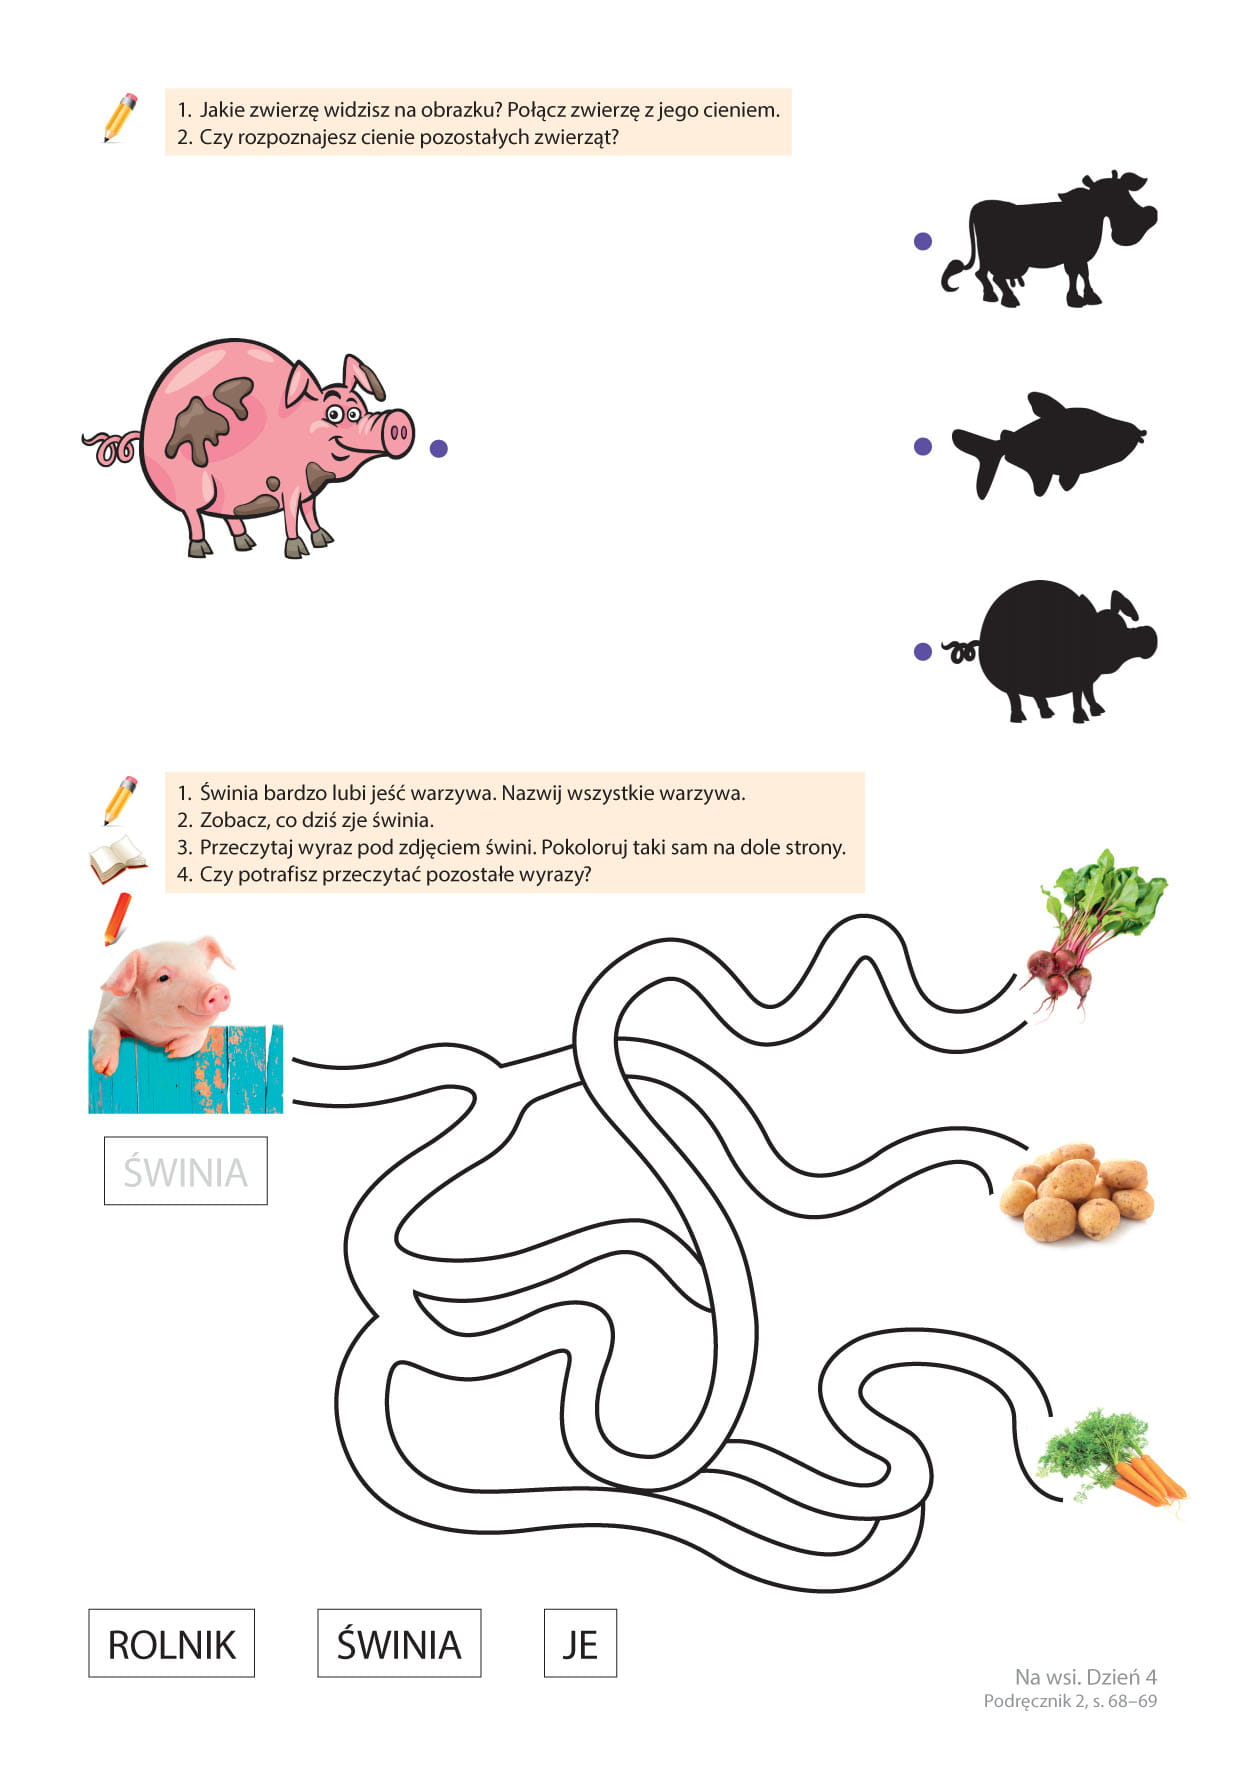 1. Jakie zwierzę widzisz na obrazku? Połącz zwierzę z jego cieniem.
2. Czy rozpoznajesz cienie pozostałych zwierząt?
1. Świnia bardzo lubi jeść warzywa. Nazwij wszystkie warzywa.
2. Zobacz, co dziś zje świnia.
3. Przeczytaj wyraz pod zdjęciem świni. Pokoloruj taki sam na dole strony.
4. Czy potrafisz przeczytać pozostałe wyrazy?
ŚWINIA
ROLNIK ŚWINIA JE
Na wsi. Dzień 4
Podręcznik 2, s. 68–69